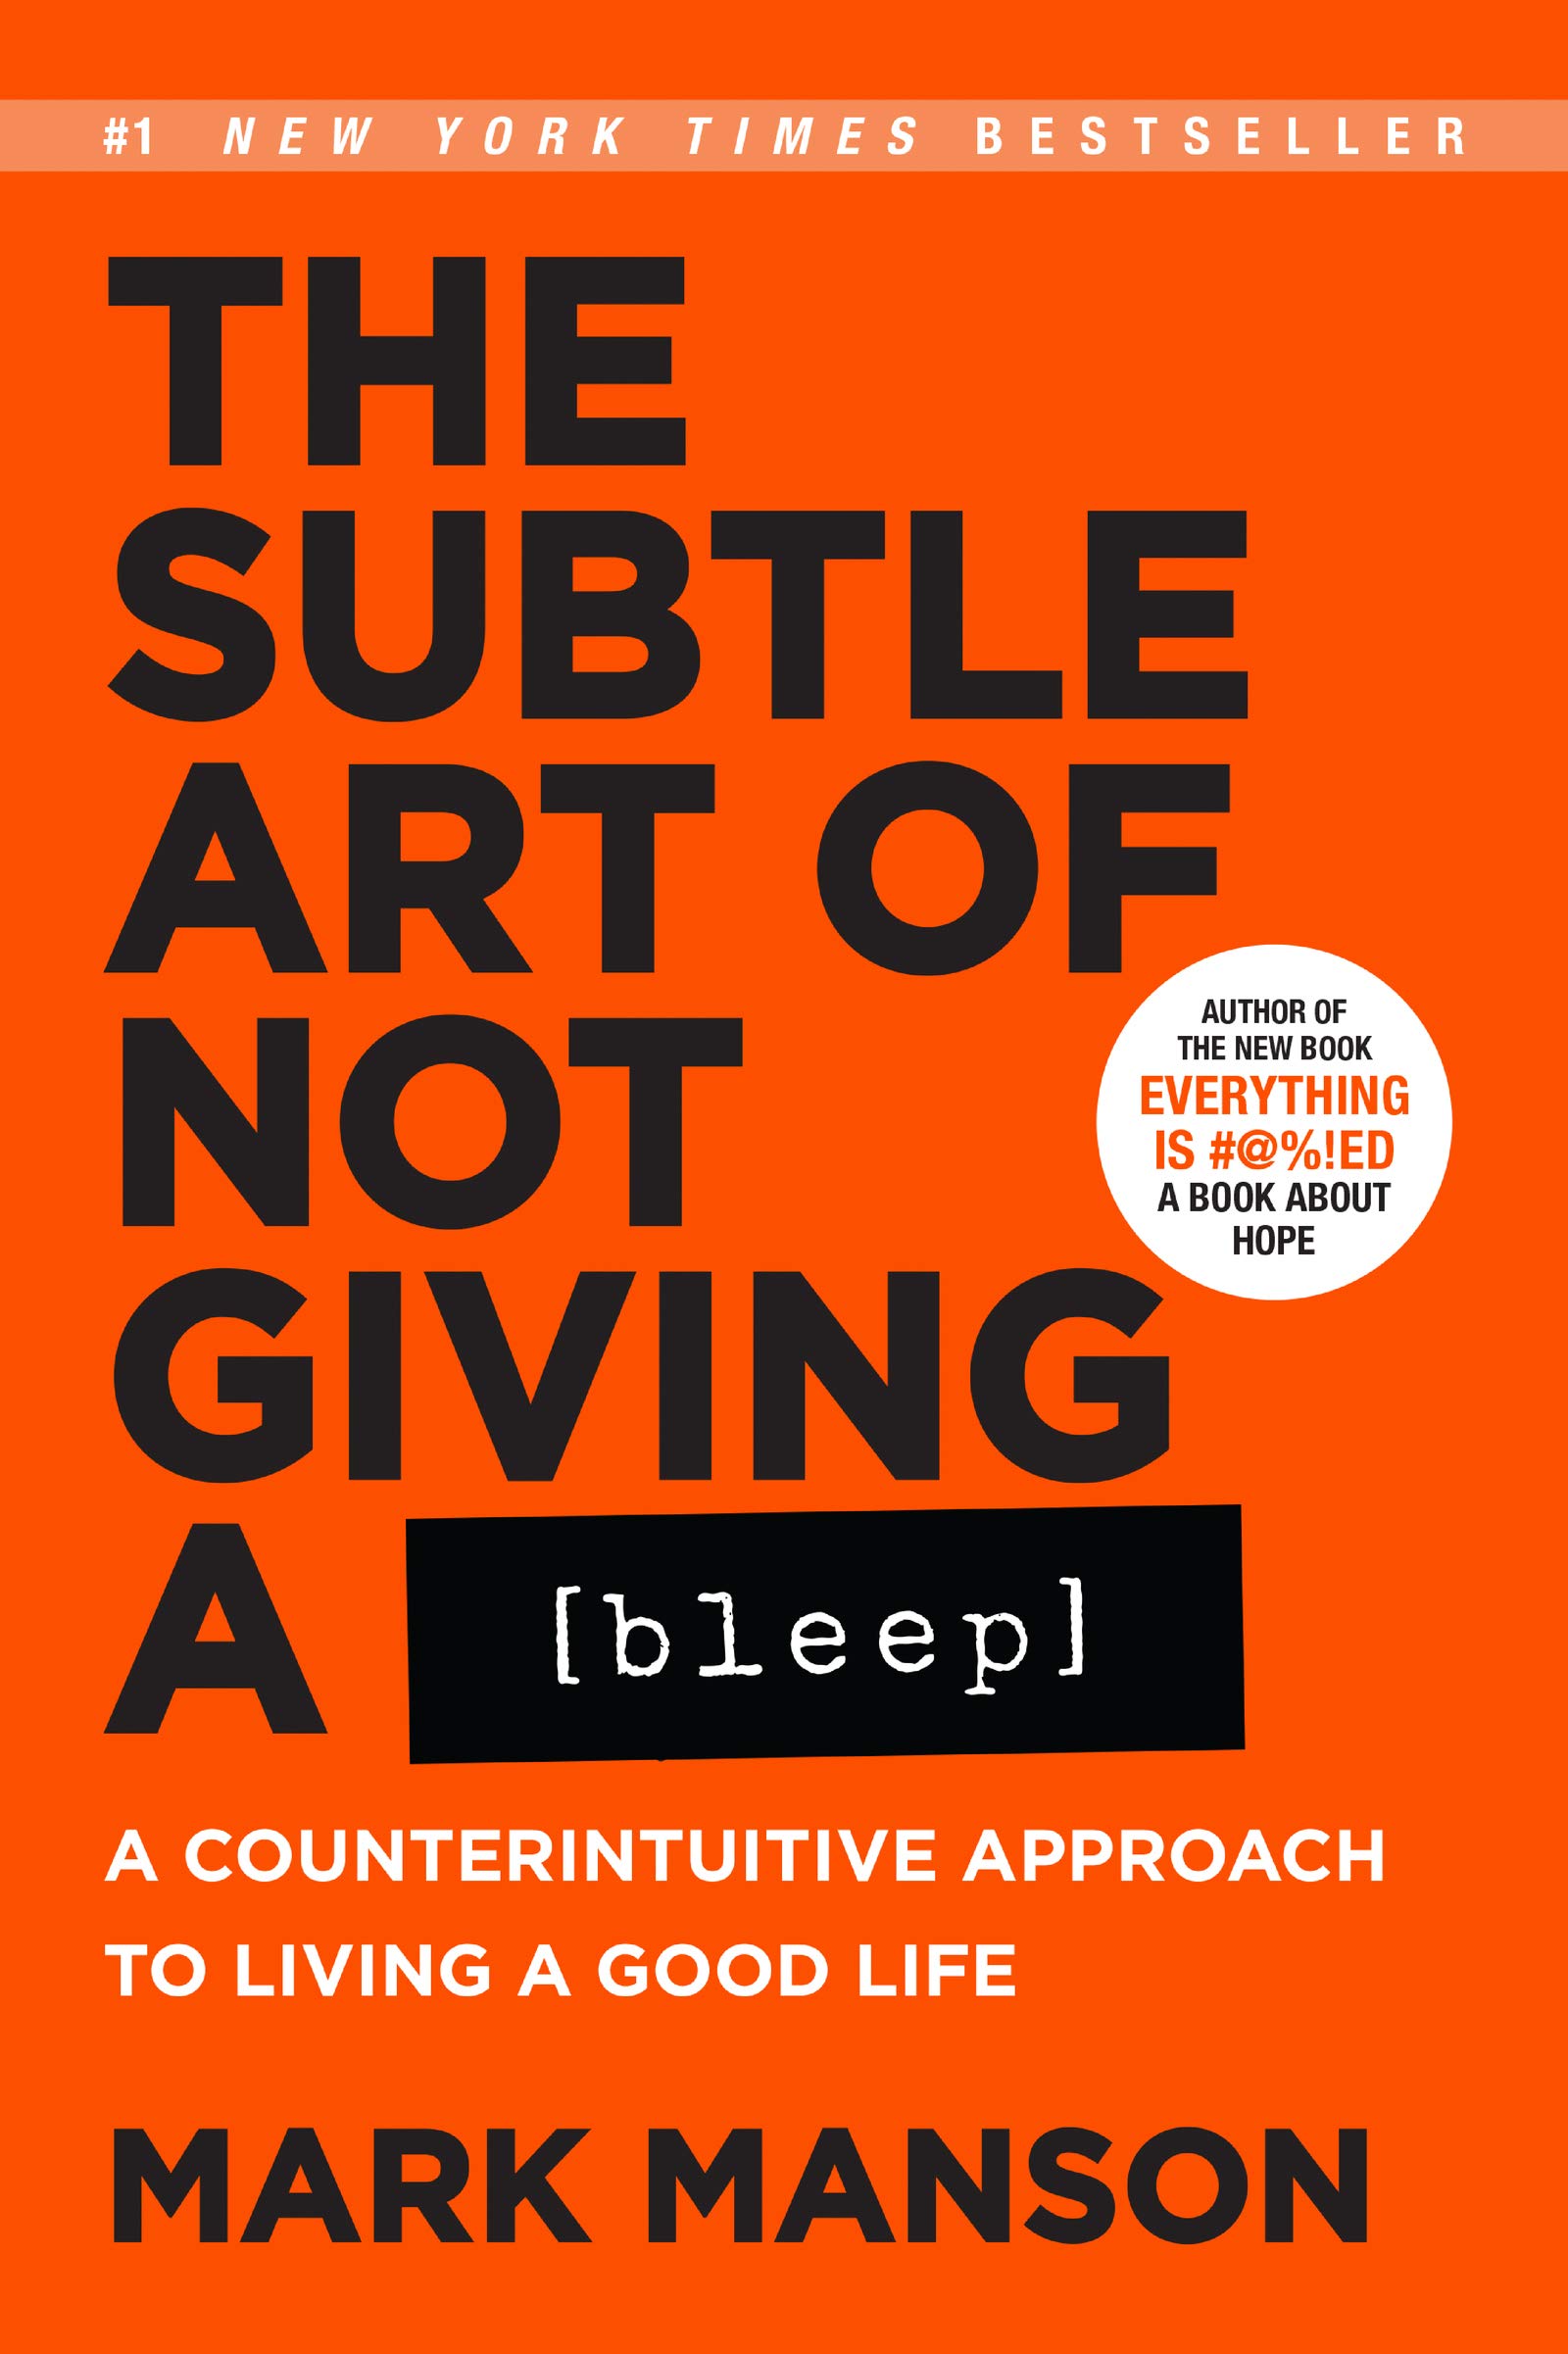 #1 NEW YORK TIMES BESTSELLER
THE
SUBTLE
ART OF
NOT
GIVING
A [bleep]
AUTHOR OF
THE NEW BOOK
EVERYTHING
IS #@%!ED
A BOOK ABOUT
HOPE
A COUNTERINTUITIVE APPROACH
TO LIVING A GOOD LIFE
MARK MANSON